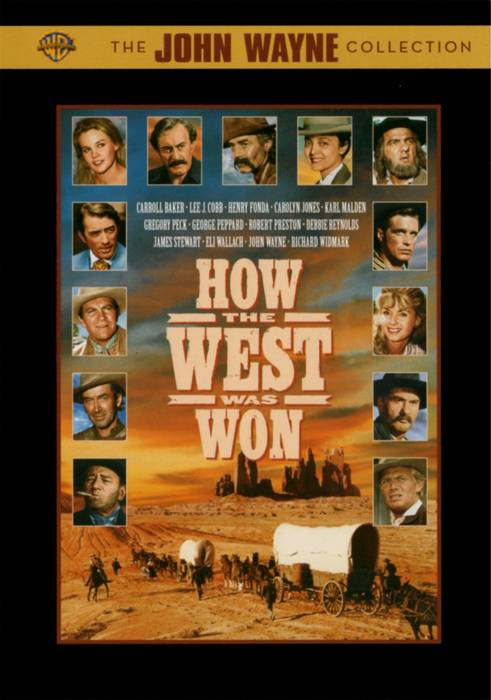 THE JOHN WAYNE COLLECTION
CARROLL BAKER · LEE J. COBB · HENRY FONDA · CAROLYN JONES · KARL MALDEN
GREGORY PECK · GEORGE PEPPARD · ROBERT PRESTON · DEBBIE REYNOLDS
JAMES STEWART · ELI WALLACH · JOHN WAYNE · RICHARD WIDMARK
HOW
THE
WEST
WAS
WON